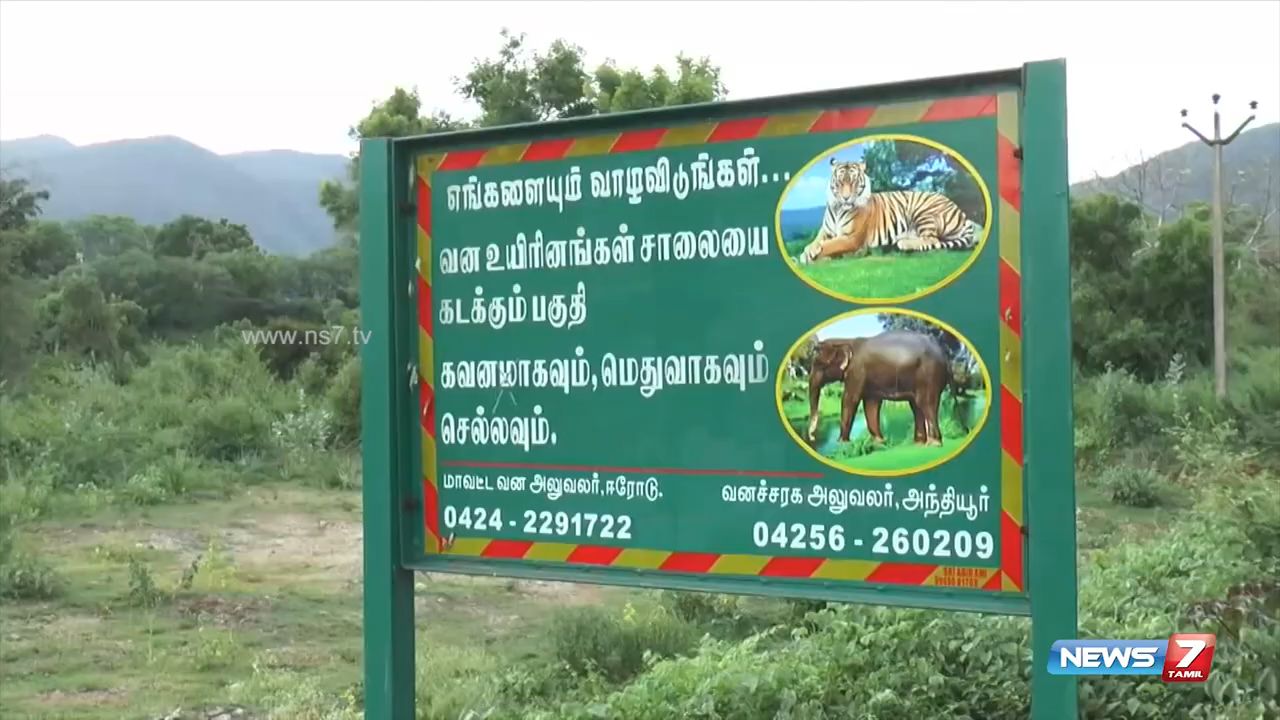 எங்களையும் வாழவிடுங்கள்...
வன உயிரினங்கள் சாலையை
கடக்கும் பகுதி
கவனமாகவும், மெதுவாகவும்
செல்லவும்.
மாவட்ட வன அலுவலர், ஈரோடு.
0424 - 2291722
வனச்சரக அலுவலர், அந்தியூர்
04256 - 260209
www.ns7.tv
NEWS 7
TAMIL